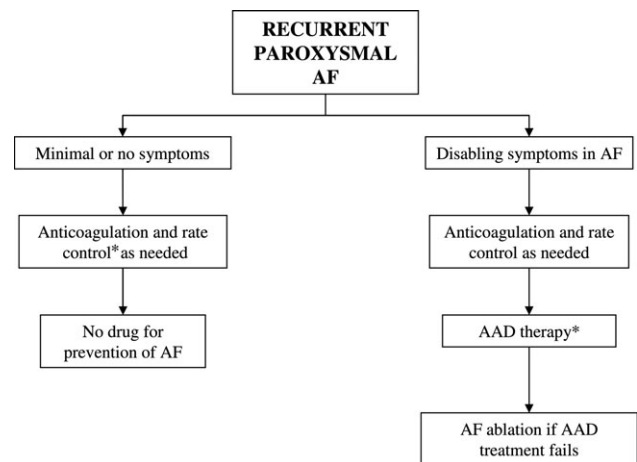 RECURRENT
PAROXYSMAL
AF
Minimal or no symptoms
Disabling symptoms in AF
Anticoagulation and rate
control* as needed
Anticoagulation and rate
control as needed
No drug for
prevention of AF
AAD therapy*
AF ablation if AAD
treatment fails